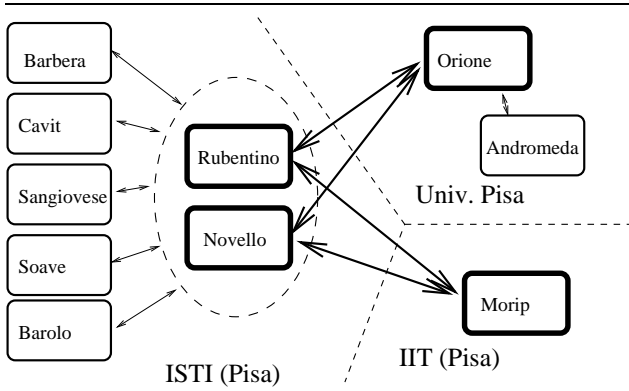 Barbera
Cavit
Sangiovese
Soave
Barolo
Rubentino
Novello
ISTI (Pisa)
Orione
Andromeda
Univ. Pisa
Morip
IIT (Pisa)